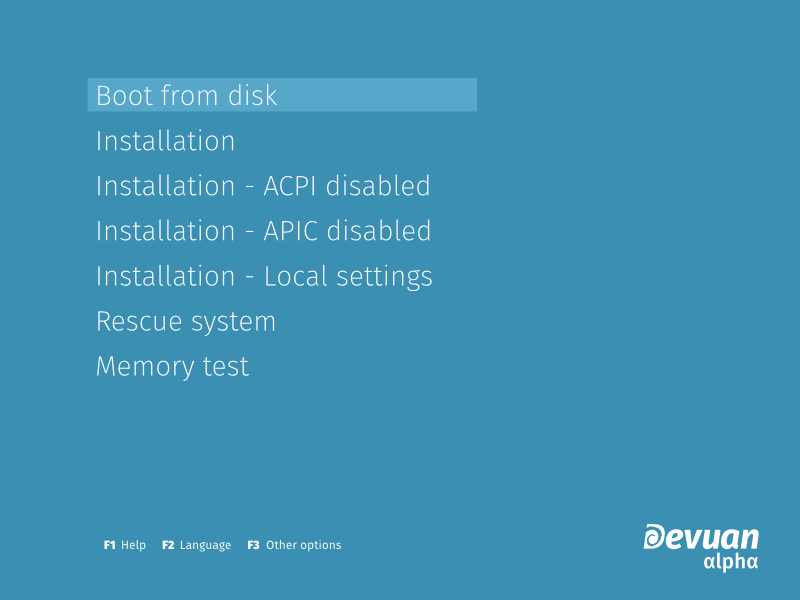 Boot from disk
Installation
Installation - ACPI disabled
Installation - APIC disabled
Installation - Local settings
Rescue system
Memory test
F1 Help F2 Language F3 Other options
Devuan
alpha